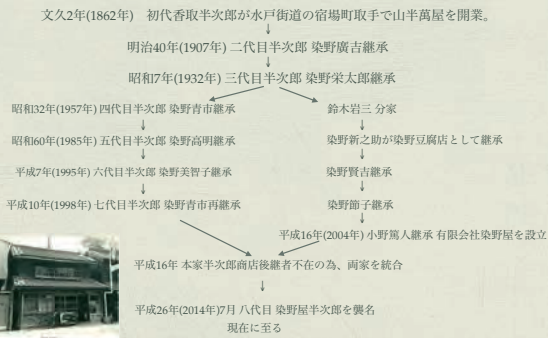 文久2年(1862年) 初代香取半次郎が水戸街道の宿場町取手で山半萬屋を開業。
↓
明治40年(1907年) 二代目半次郎 染野廣吉継承
↓
昭和7年(1932年) 三代目半次郎 染野栄太郎継承
昭和32年(1957年) 四代目半次郎 染野青市継承
↓
昭和60年(1985年) 五代目半次郎 染野高明継承
↓
平成7年(1995年) 六代目半次郎 染野美智子継承
↓
平成10年(1998年) 七代目半次郎 染野青市再継承
鈴木岩三 分家
↓
染野新之助が染野豆腐店として継承
↓
染野賢吉継承
↓
染野節子継承
↓
平成16年(2004年) 小野篤人継承 有限会社染野屋を設立
平成16年 本家半次郎商店後継者不在の為、両家を統合
↓
平成26年(2014年)7月 八代目 染野屋半次郎を襲名
現在に至る